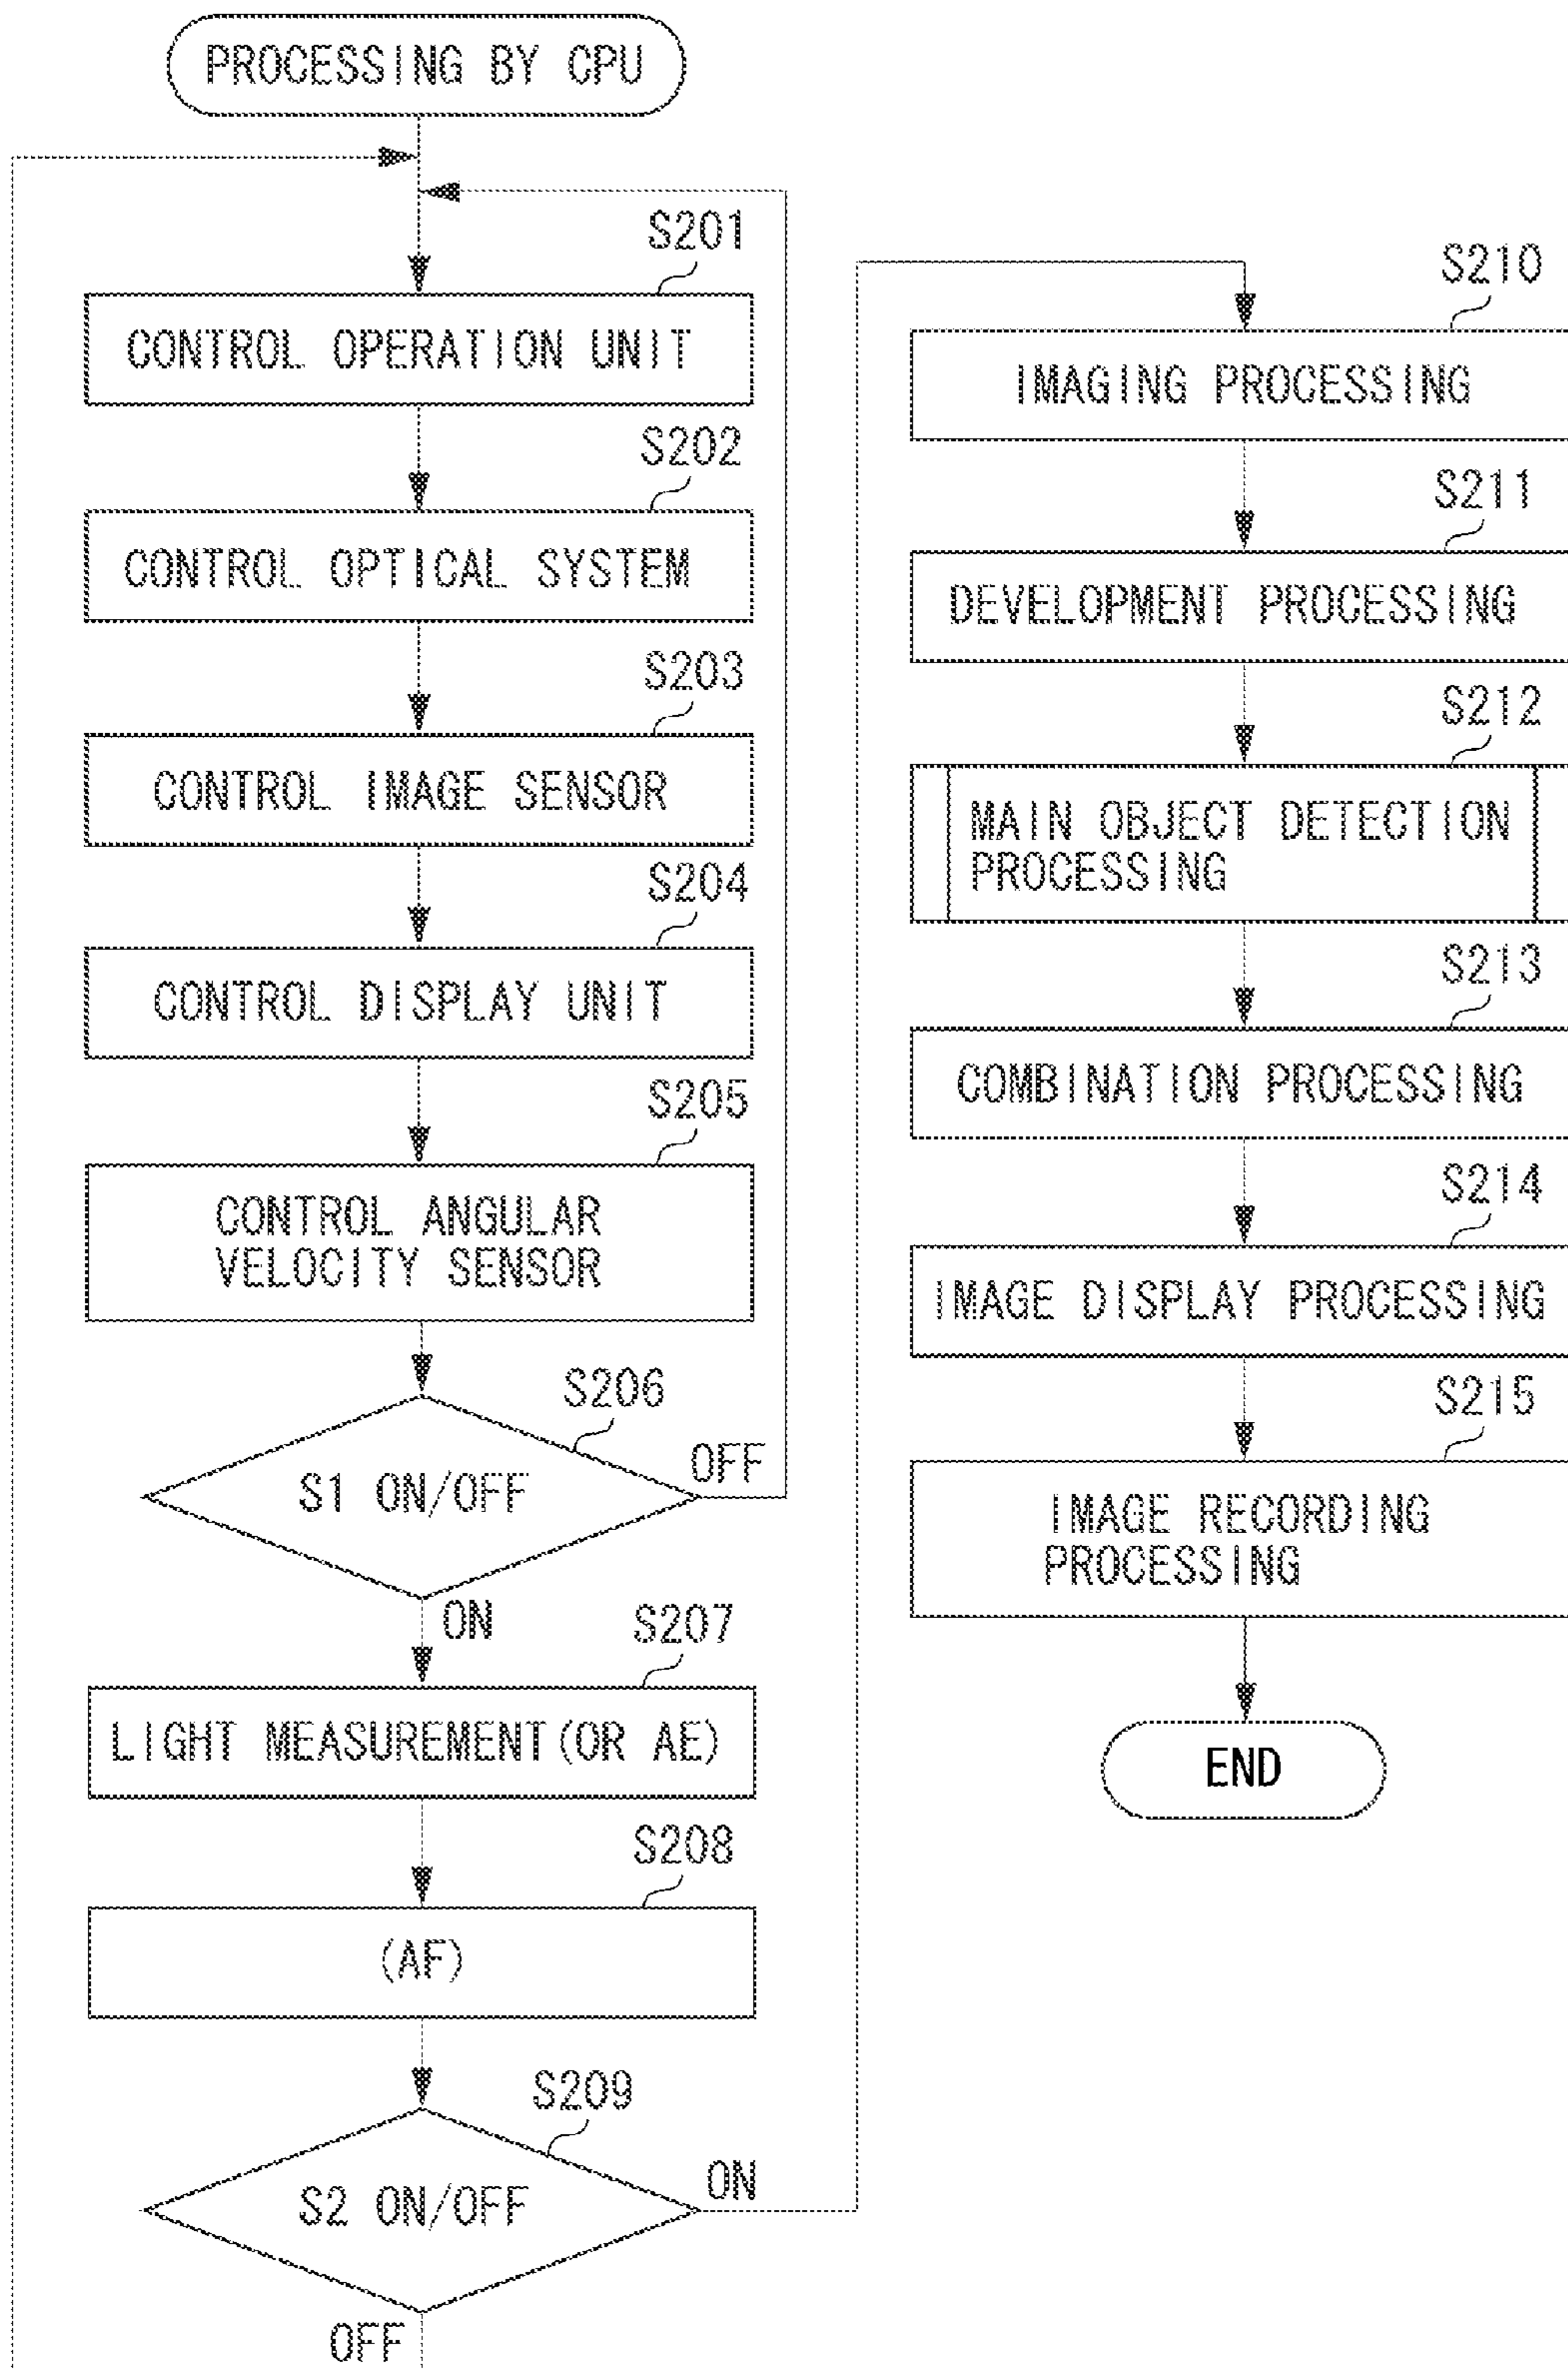 PROCESSING BY CPU
S201
CONTROL OPERATION UNIT
S202
CONTROL OPTICAL SYSTEM
S203
CONTROL IMAGE SENSOR
S204
CONTROL DISPLAY UNIT
S205
CONTROL ANGULAR
VELOCITY SENSOR
S206
S1 ON/OFF
OFF
ON
S207
LIGHT MEASUREMENT(OR AE)
S208
(AF)
S209
S2 ON/OFF
ON
OFF
S210
IMAGING PROCESSING
S211
DEVELOPMENT PROCESSING
S212
MAIN OBJECT DETECTION
PROCESSING
S213
COMBINATION PROCESSING
S214
IMAGE DISPLAY PROCESSING
S215
IMAGE RECORDING
PROCESSING
END